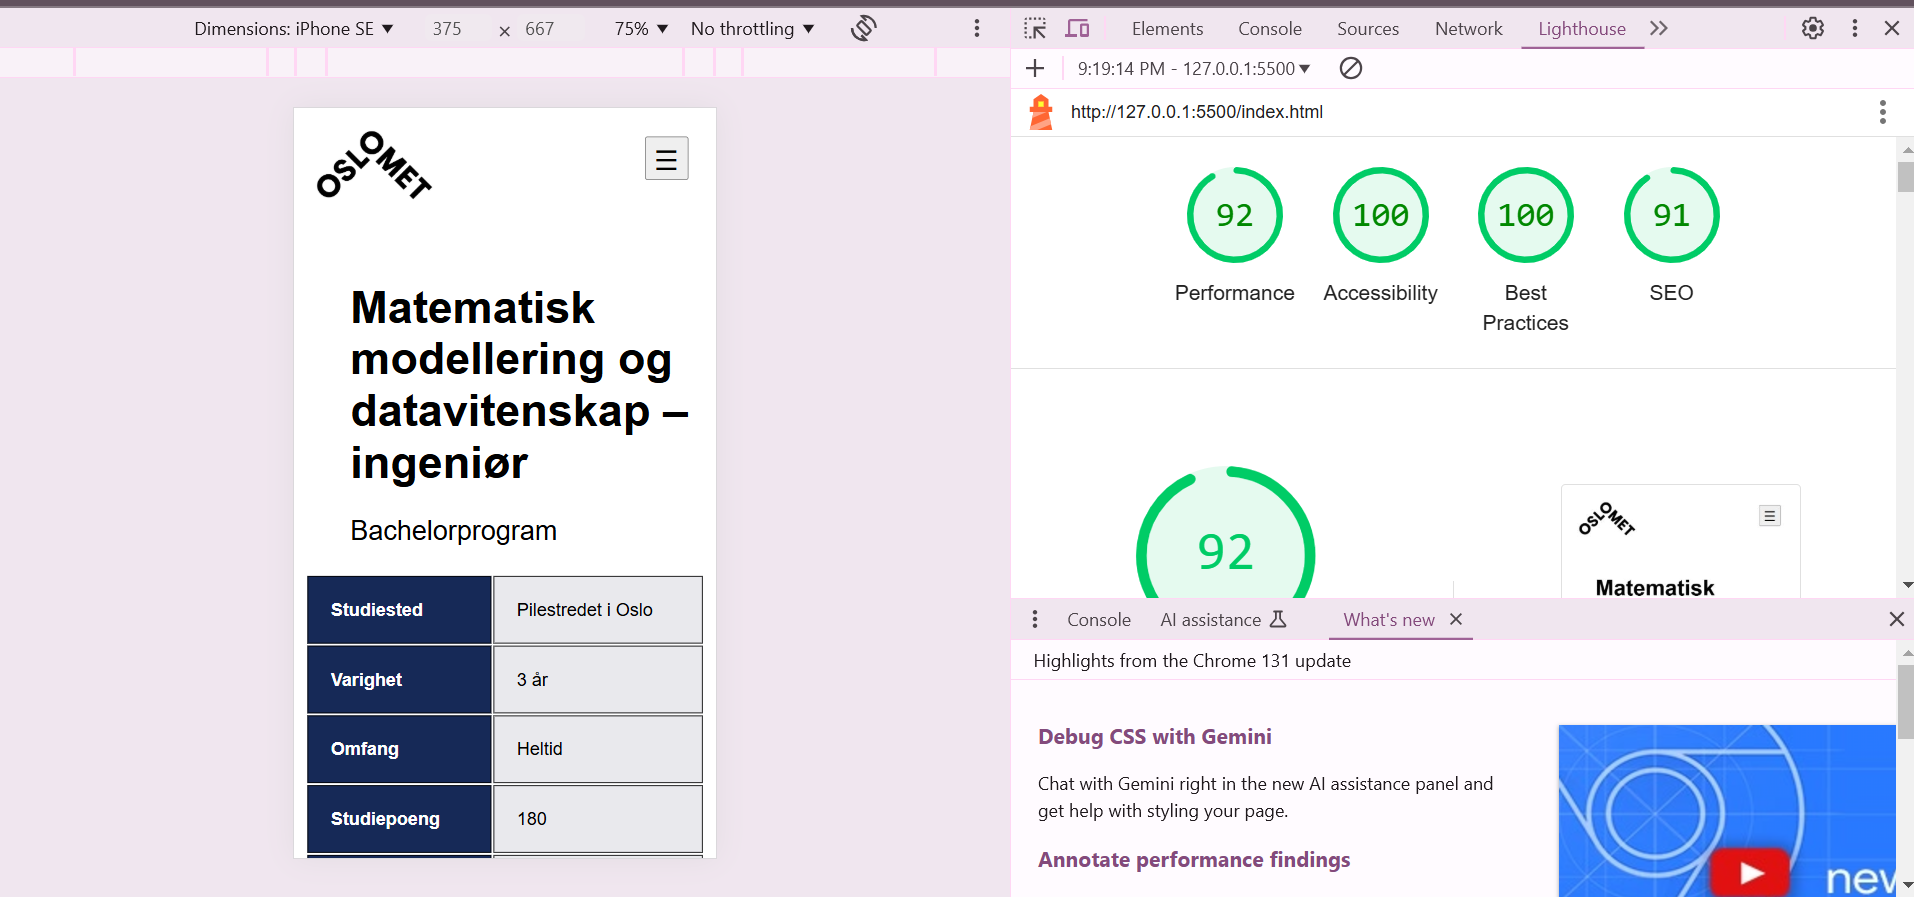 Dimensions: iPhone SE ▼ 375 × 667 75% ▼ No throttling ▼
Elements Console Sources Network Lighthouse
9:19:14 PM - 127.0.0.1:5500 ▼
http://127.0.0.1:5500/index.html
OSLOMET
☰
Matematisk
modellering og
datavitenskap –
ingeniør
Bachelorprogram
Studiested Pilestredet i Oslo
Varighet 3 år
Omfang Heltid
Studiepoeng 180
92 100 100 91
Performance Accessibility Best Practices SEO
92
OSLOMET
☰
Matematisk
Console AI assistance What's new ×
Highlights from the Chrome 131 update
Debug CSS with Gemini
Chat with Gemini right in the new AI assistance panel and
get help with styling your page.
Annotate performance findings
new